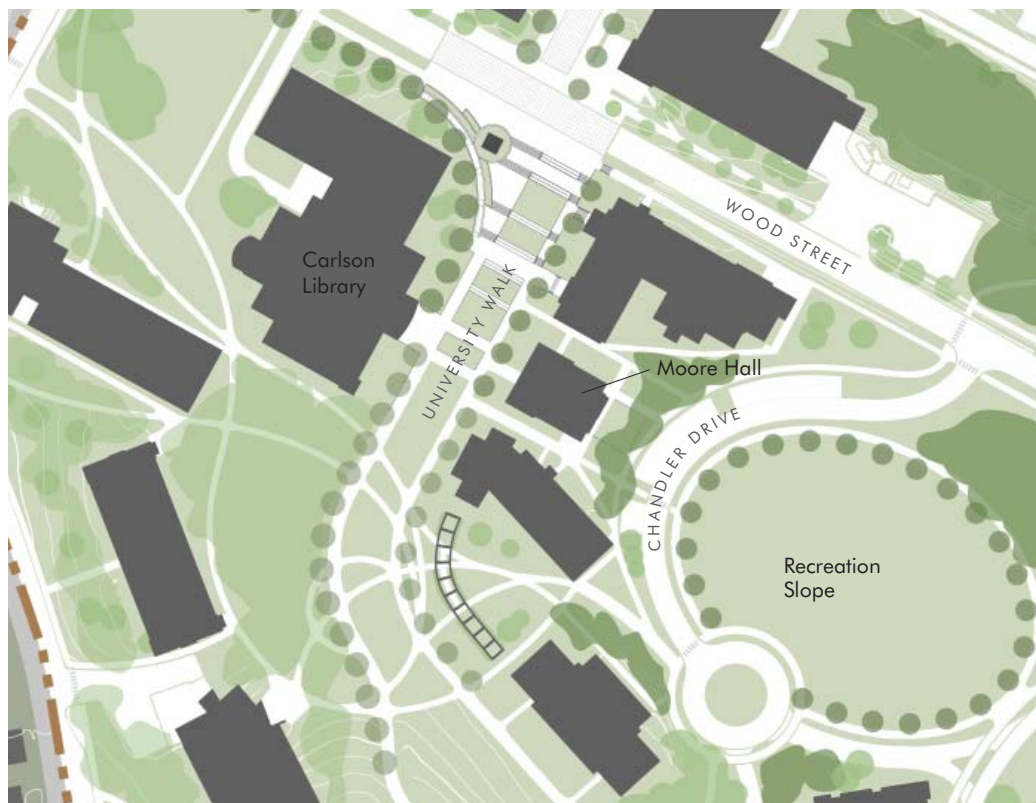 WOOD STREET
Carlson
Library
UNIVERSITY WALK
Moore Hall
CHANDLER DRIVE
Recreation
Slope